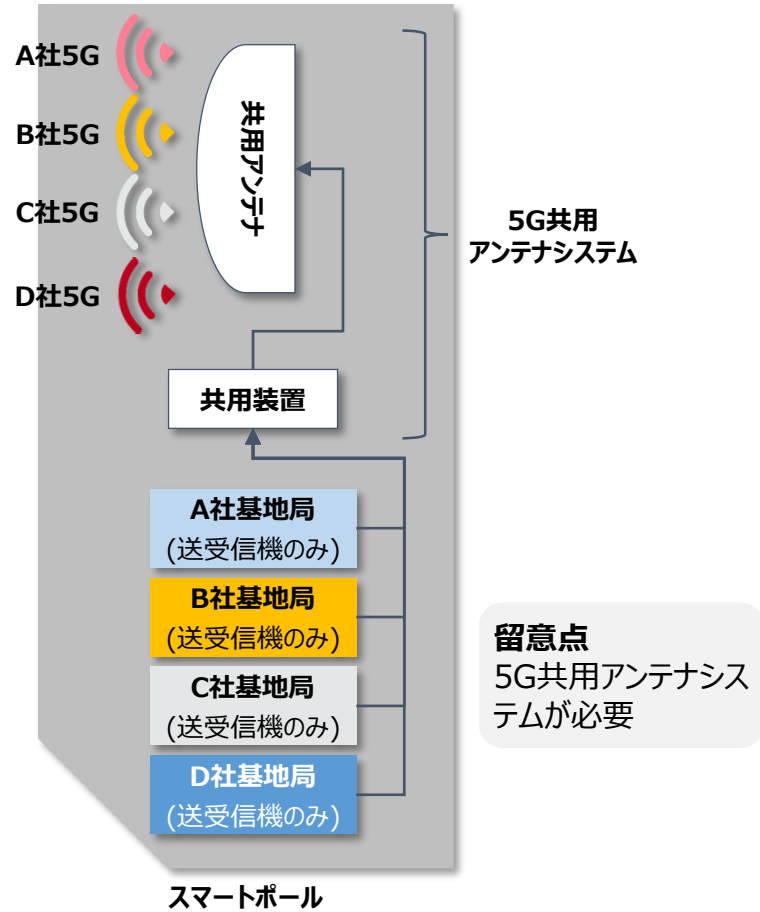 A社5G
B社5G
C社5G
D社5G
共用アンテナ
5G共用
アンテナシステム
共用装置
A社基地局
(送受信機のみ)
B社基地局
(送受信機のみ)
C社基地局
(送受信機のみ)
D社基地局
(送受信機のみ)
留意点
5G共用アンテナシス
テムが必要
スマートポール